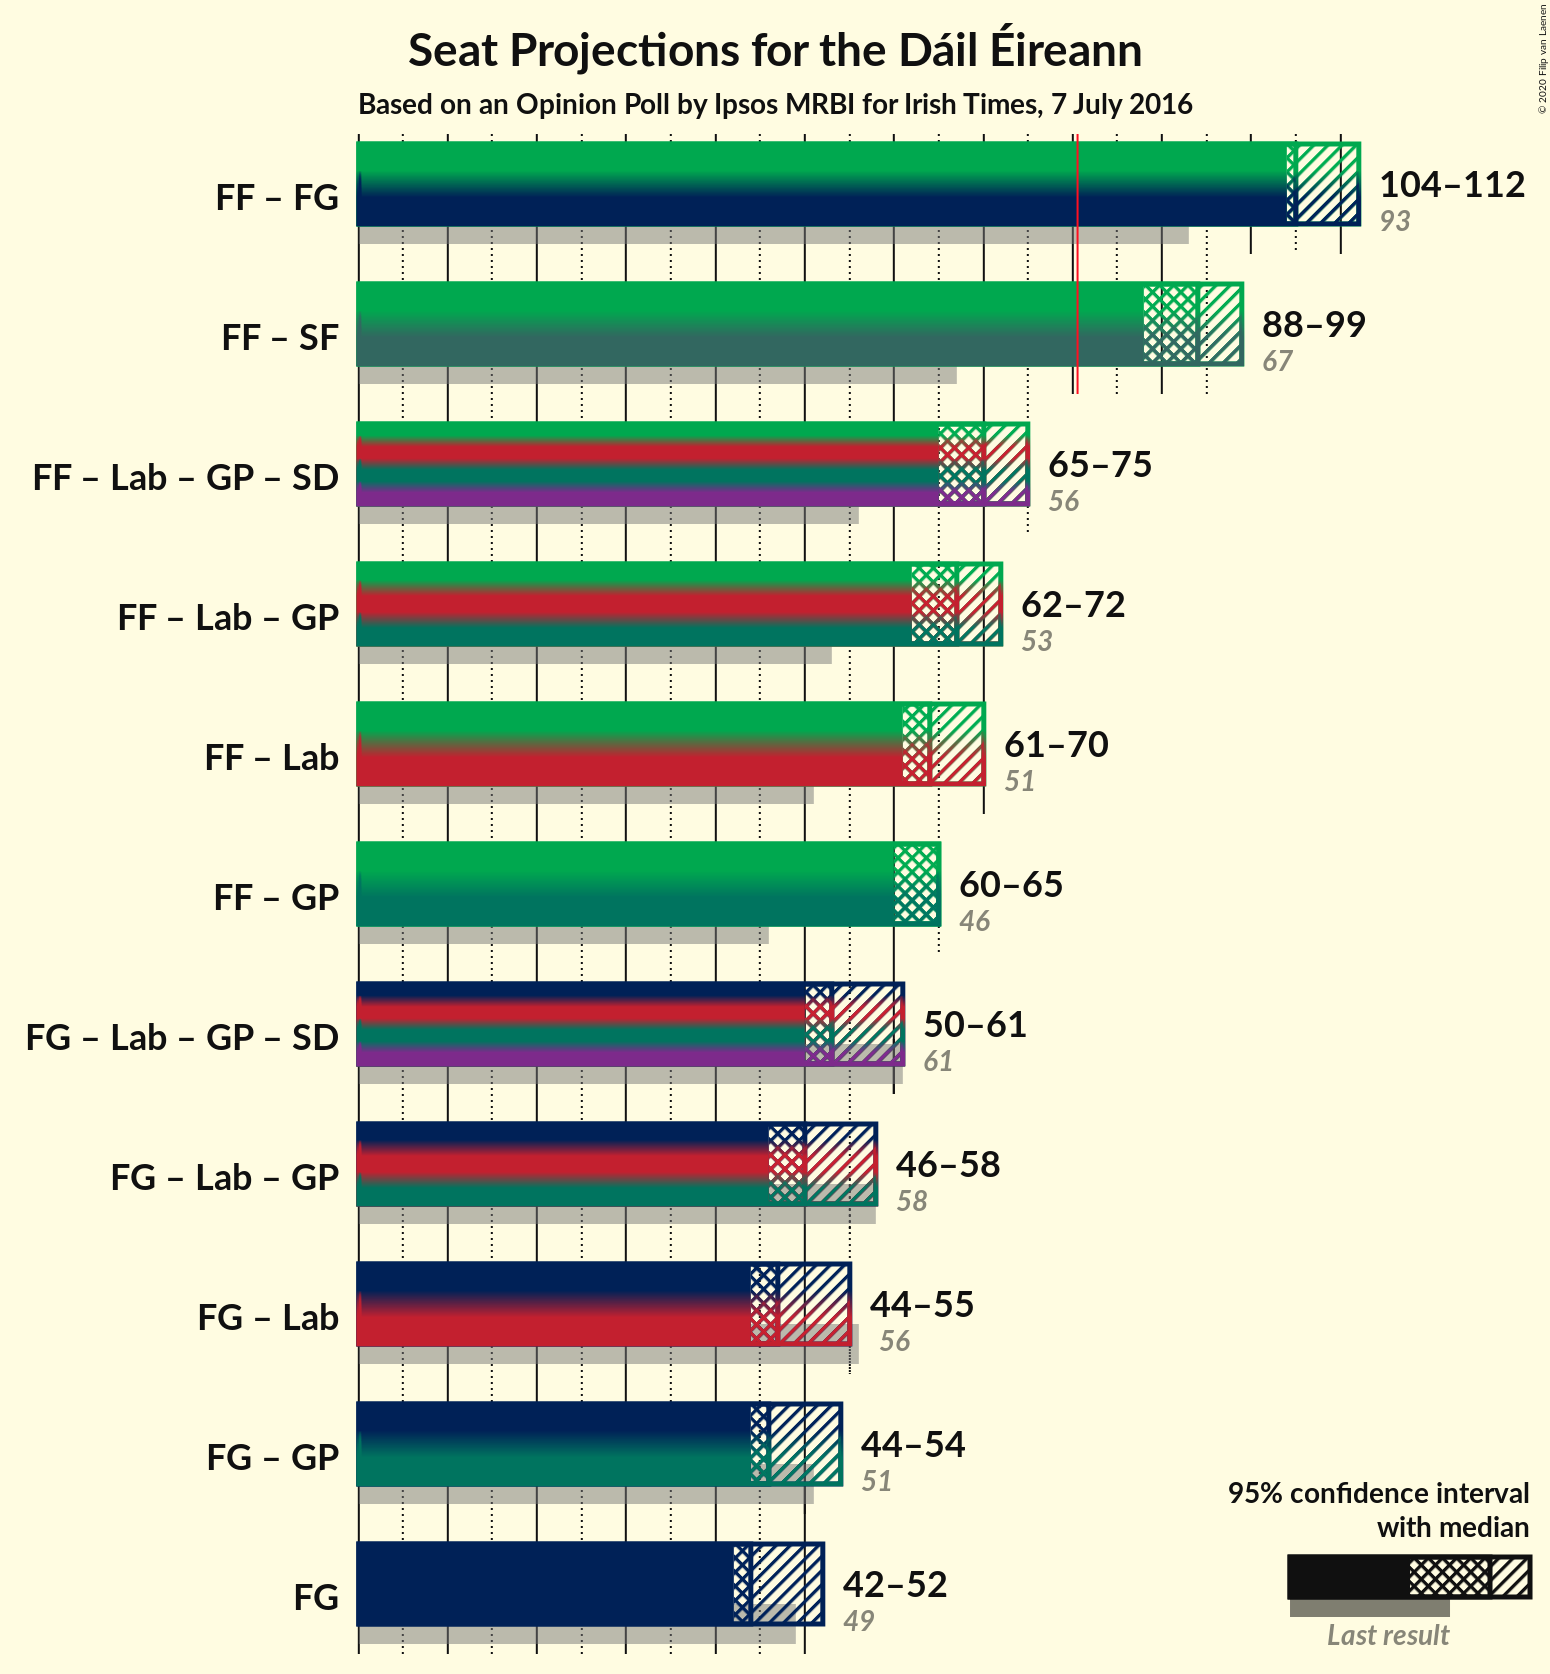 Seat Projections for the Dáil Éireann
Based on an Opinion Poll by Ipsos MRBI for Irish Times, 7 July 2016
© 2020 Filip van Laenen
FF – FG
104–112
93
FF – SF
88–99
67
FF – Lab – GP – SD
65–75
56
FF – Lab – GP
62–72
53
FF – Lab
61–70
51
FF – GP
60–65
46
FG – Lab – GP – SD
50–61
61
FG – Lab – GP
46–58
58
FG – Lab
44–55
56
FG – GP
44–54
51
FG
42–52
49
95% confidence interval
with median
Last result